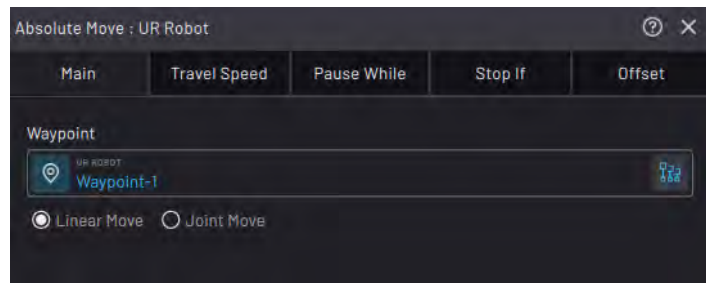 Absolute Move : UR Robot
Main Travel Speed Pause While Stop If Offset
Waypoint
UR ROBOT
Waypoint-1
Linear Move Joint Move